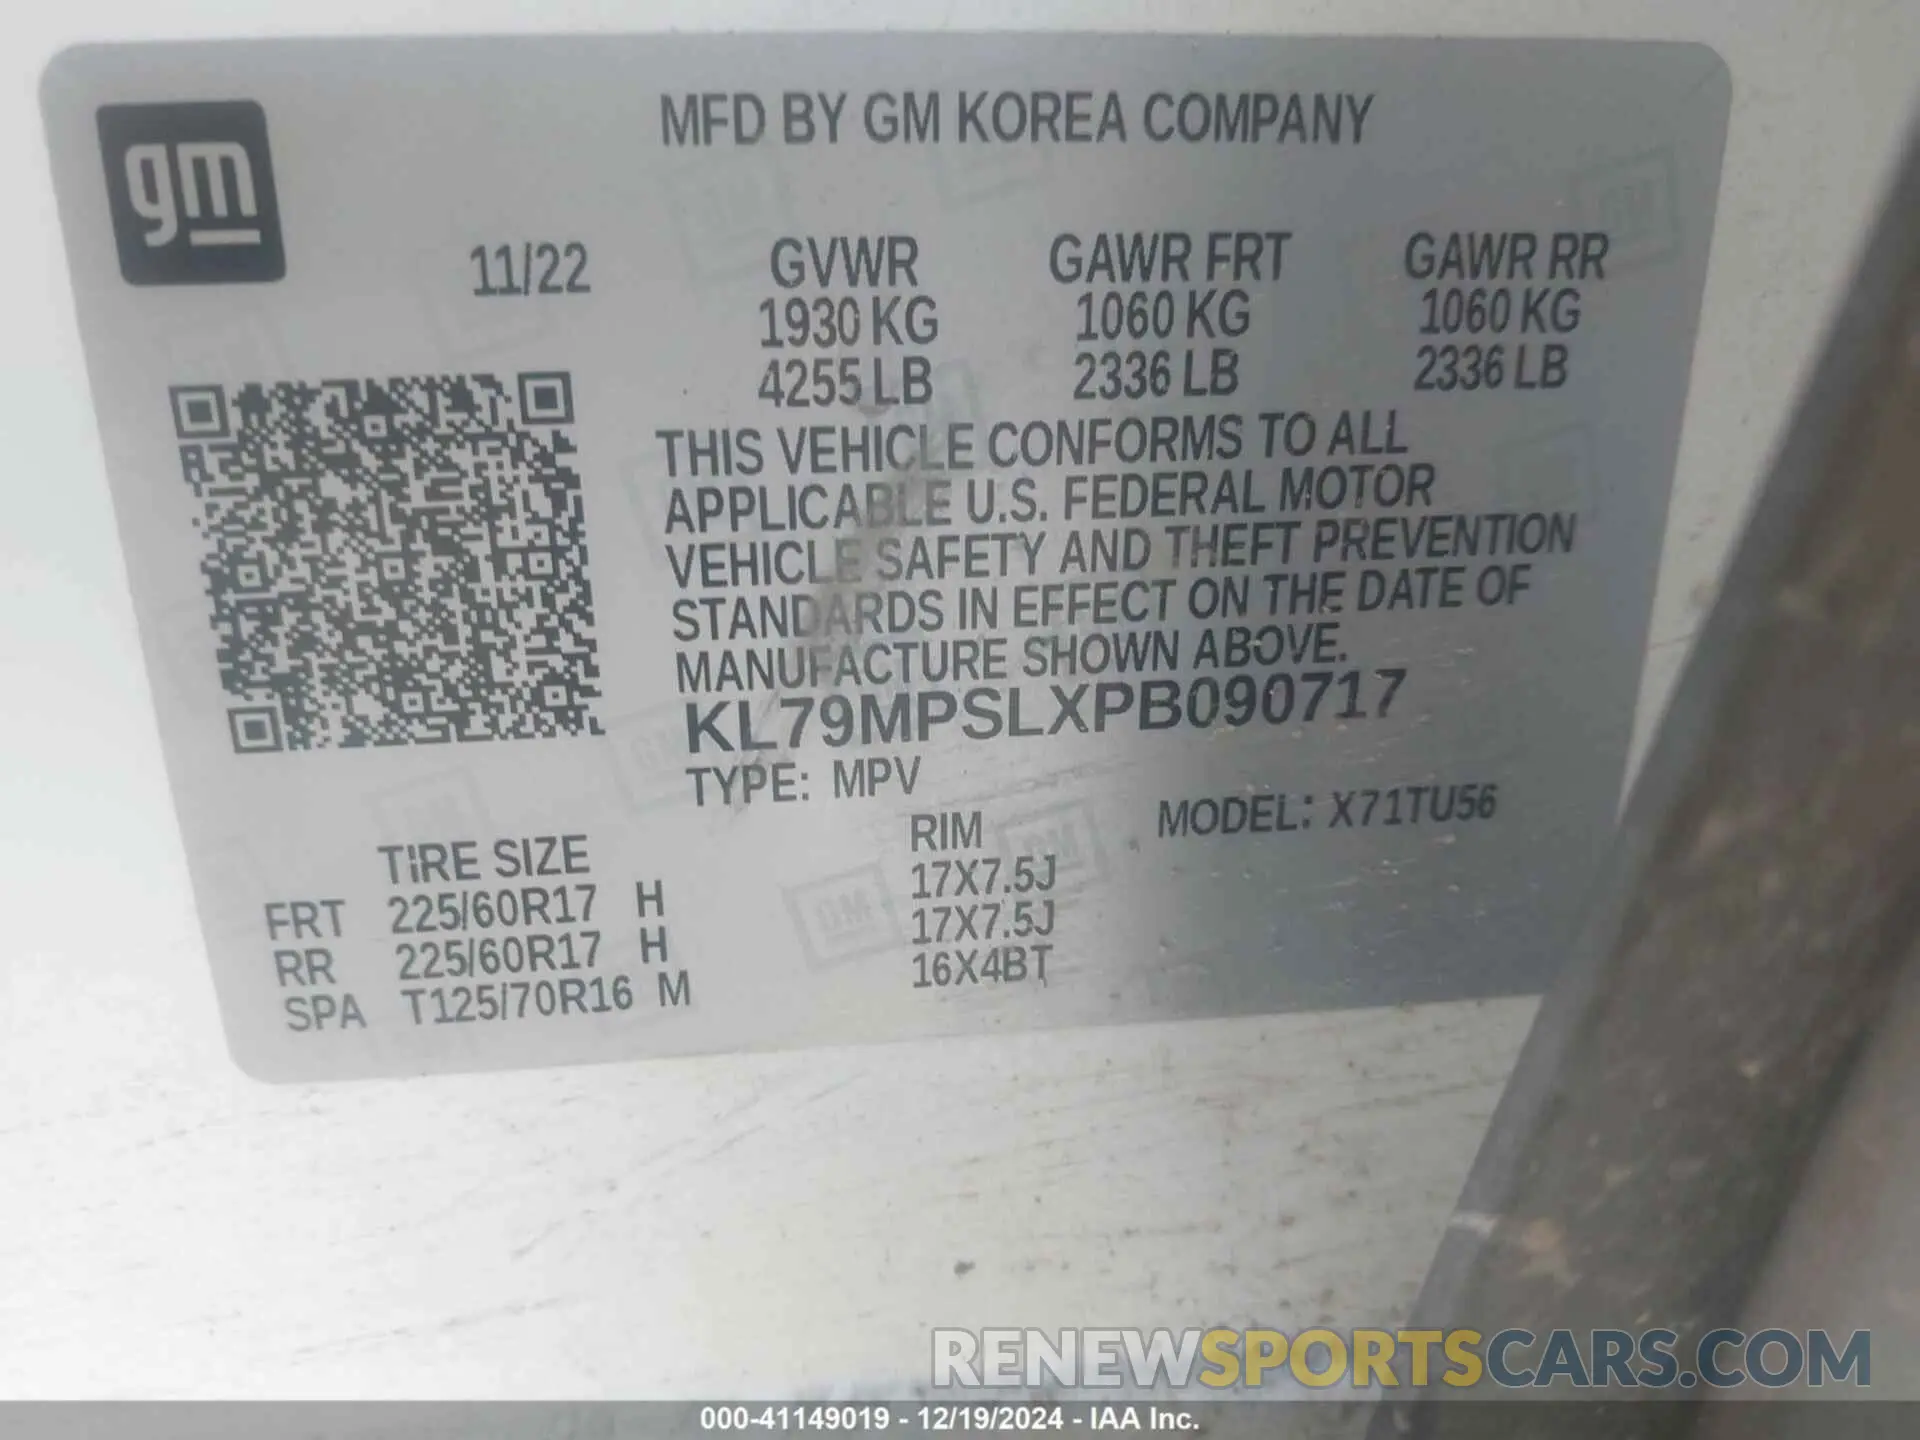 gm
MFD BY GM KOREA COMPANY
11/22 GVWR GAWR FRT GAWR RR
1930 KG 1060 KG 1060 KG
4255 LB 2336 LB 2336 LB
THIS VEHICLE CONFORMS TO ALL
APPLICABLE U.S. FEDERAL MOTOR
VEHICLE SAFETY AND THEFT PREVENTION
STANDARDS IN EFFECT ON THE DATE OF
MANUFACTURE SHOWN ABOVE.
KL79MPSLXPB090717
TYPE: MPV
MODEL: X71TU56
TIRE SIZE RIM
FRT 225/60R17 H 17X7.5J
RR 225/60R17 H 17X7.5J
SPA T125/70R16 M 16X4BT
RENEWSPORTSCARS.COM
000-41149019 - 12/19/2024 - IAA Inc.